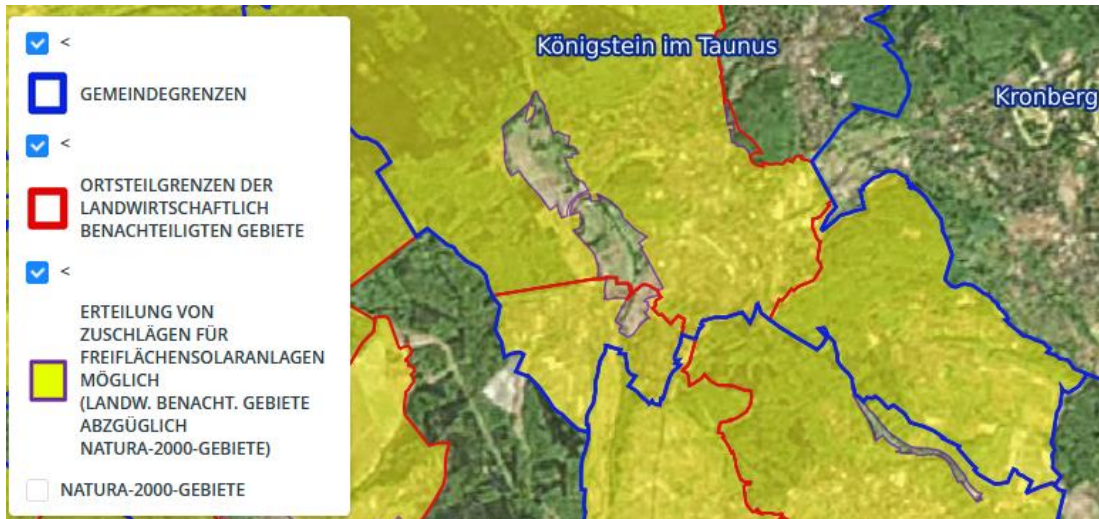 <
GEMEINDEGRENZEN
<
ORTSTEILGRENZEN DER
LANDWIRTSCHAFTLICH
BENACHTEILIGTEN GEBIETE
<
ERTEILUNG VON
ZUSCHLÄGEN FÜR
FREIFLÄCHENSOLARANLAGEN
MÖGLICH
(LANDW. BENACHT. GEBIETE
ABZGÜGLICH
NATURA-2000-GEBIETE)
NATURA-2000-GEBIETE
Königstein im Taunus
Kronberg